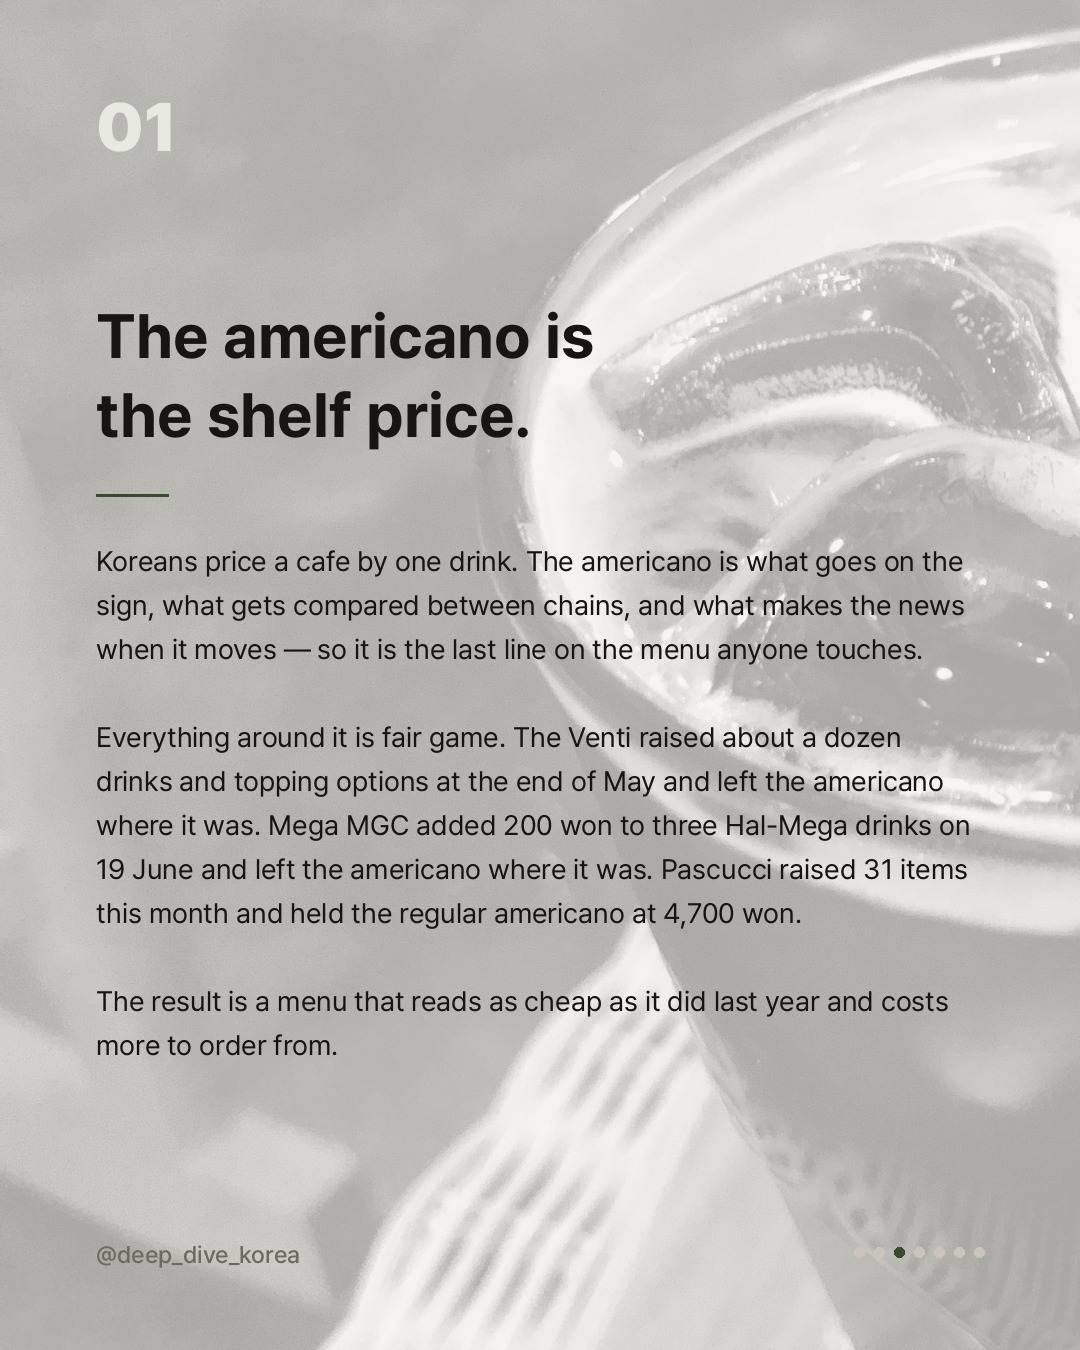 01
The americano is
the shelf price.
Koreans price a cafe by one drink. The americano is what goes on the
sign, what gets compared between chains, and what makes the news
when it moves — so it is the last line on the menu anyone touches.
Everything around it is fair game. The Venti raised about a dozen
drinks and topping options at the end of May and left the americano
where it was. Mega MGC added 200 won to three Hal-Mega drinks on
19 June and left the americano where it was. Pascucci raised 31 items
this month and held the regular americano at 4,700 won.
The result is a menu that reads as cheap as it did last year and costs
more to order from.
@deep_dive_korea